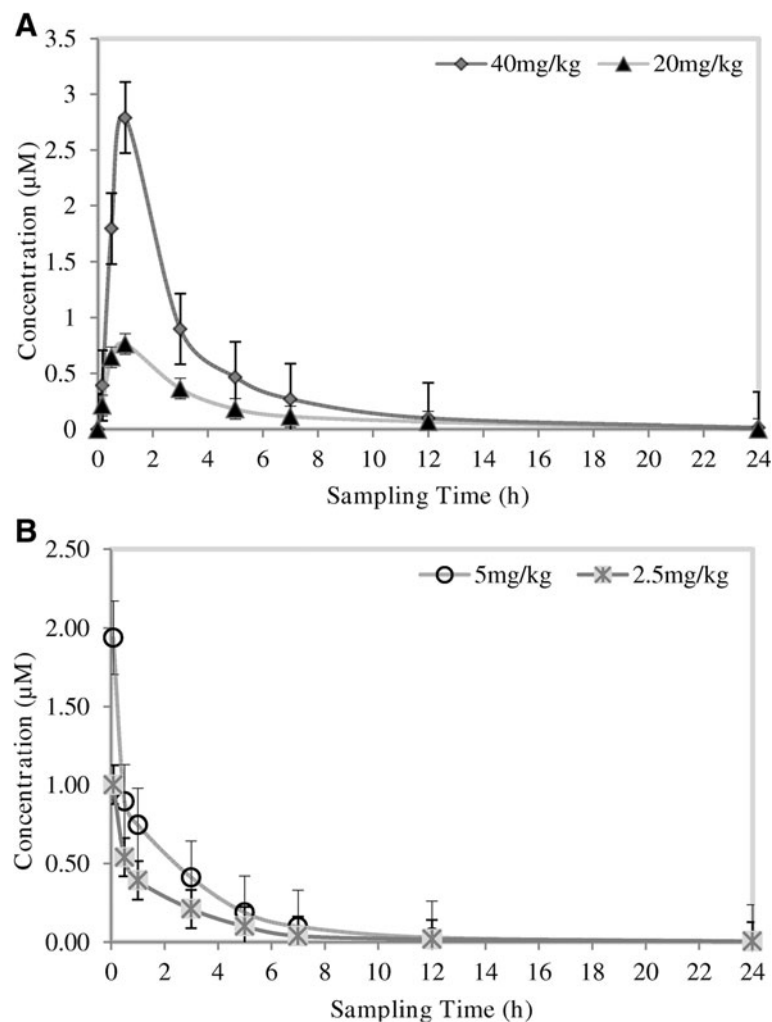 A
3.5
3
2.5
2
1.5
1
0.5
0
Concentration (µM)
40mg/kg 20mg/kg
0 2 4 6 8 10 12 14 16 18 20 22 24
Sampling Time (h)
B
2.50
2.00
1.50
1.00
0.50
0.00
Concentration (µM)
5mg/kg 2.5mg/kg
0 2 4 6 8 10 12 14 16 18 20 22 24
Sampling Time (h)